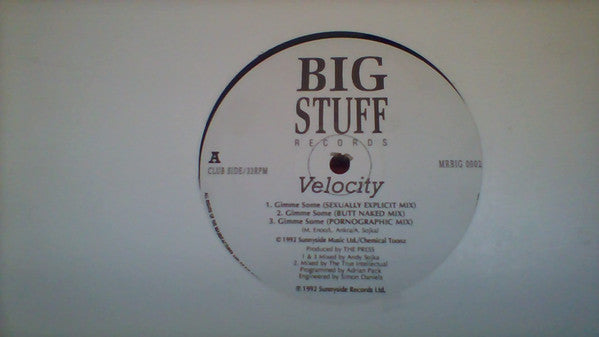 BIG
STUFF
RECORDS
A
CLUB SIDE/33RPM
MRBIG 0002
Velocity
1. Gimme Some (SEXUALLY EXPLICIT MIX)
2. Gimme Some (BUTT NAKED MIX)
3. Gimme Some (PORNOGRAPHIC MIX)
(M. Enoch, Ankra/A. Sojka)
© 1992 Sunnyside Music Ltd./Chemical Toonz
Produced by THE PRESS
1 & 3 Mixed by Andy Sojka
2. Mixed by The True Intellectual
Programmed by Adrian Pack
Engineered by Simon Daniels
℗ 1992 Sunnyside Records Ltd.